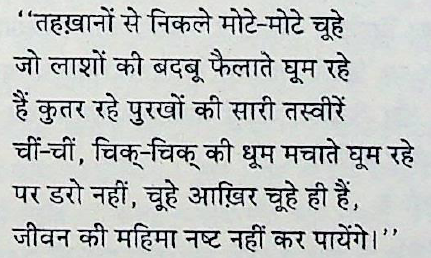 “तहख़ानों से निकले मोटे-मोटे चूहे
जो लाशों की बदबू फैलाते घूम रहे
हैं कुतर रहे पुरखों की सारी तस्वीरें
चीं-चीं, चिक्-चिक् की धूम मचाते घूम रहे
पर डरो नहीं, चूहे आख़िर चूहे ही हैं,
जीवन की महिमा नष्ट नहीं कर पायेंगे।”